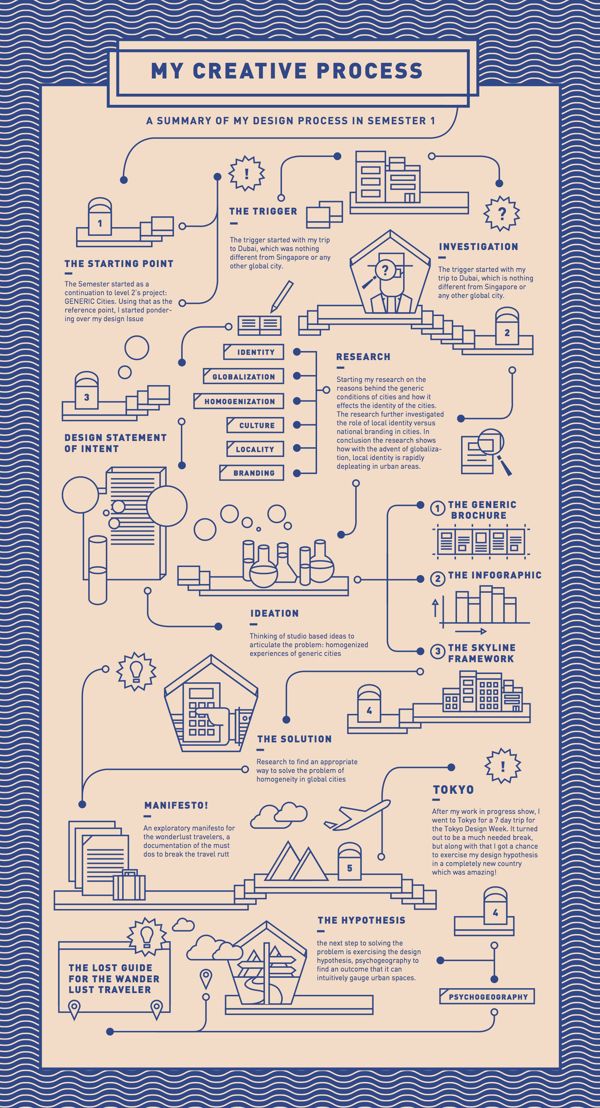 MY CREATIVE PROCESS
A SUMMARY OF MY DESIGN PROCESS IN SEMESTER 1
!
1
THE STARTING POINT
The Semester started as a
continuation to level 2's project:
GENERIC Cities. Using that as the
reference point, I started ponder-
ing over my design Issue
THE TRIGGER
The trigger started with my trip
to Dubai, which was nothing
different from Singapore or any
other global city.
?
INVESTIGATION
The trigger started with my
trip to Dubai, which is nothing
different from Singapore or
any other global city.
?
2
IDENTITY
GLOBALIZATION
HOMOGENIZATION
CULTURE
LOCALITY
BRANDING
RESEARCH
Starting my research on the
reasons behind the generic
conditions of cities and how it
effects the identity of the cities.
The research further investigated
the role of local identity versus
national branding in cities. In
conclusion the research shows
how with the advent of globaliza-
tion, local identity is rapidly
depleating in urban areas.
3
DESIGN STATEMENT
OF INTENT
1 THE GENERIC
BROCHURE
2 THE INFOGRAPHIC
3 THE SKYLINE
FRAMEWORK
IDEATION
Thinking of studio based ideas to
articulate the problem: homogenized
experiences of generic cities
4
THE SOLUTION
Research to find an appropriate
way to solve the problem of
homogeneity in global cities
!
TOKYO
After my work in progress show, I
went to Tokyo for a 7 day trip for
the Tokyo Design Week. It turned
out to be a much needed break,
but along with that I got a chance
to exercise my design hypothesis
in a completely new country
which was amazing!
MANIFESTO!
An exploratory manifesto for
the wonderlust travelers, a
documentation of the must
dos to break the travel rutt
5
4
THE HYPOTHESIS
the next step to solving the
problem is exercising the design
hypothesis, psychogeography to
find an outcome that it can
intuitively gauge urban spaces.
THE LOST GUIDE
FOR THE WANDER
LUST TRAVELER
PSYCHOGEOGRAPHY